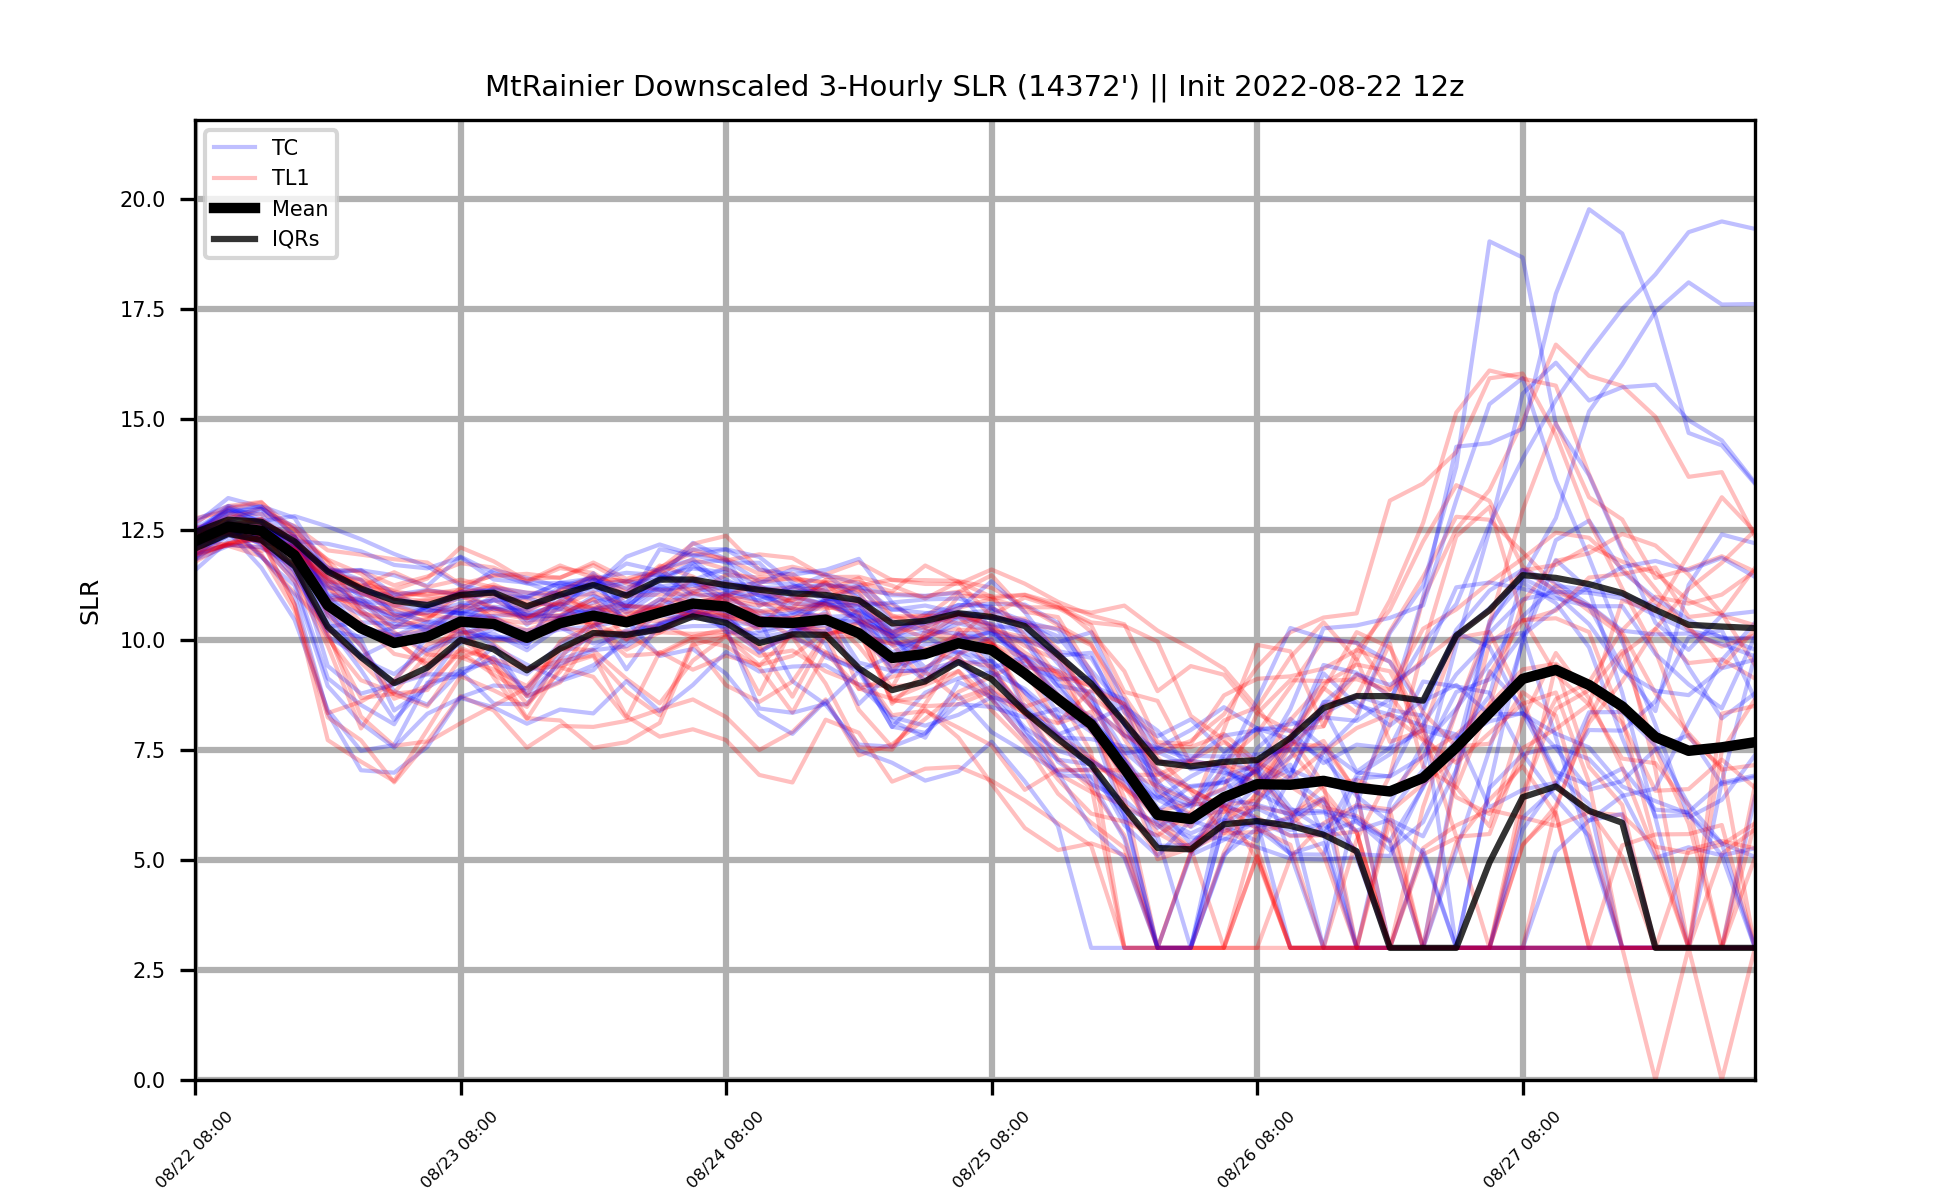 MtRainier Downscaled 3-Hourly SLR (14372') || Init 2022-08-22 12z
TC
TL1
Mean
IQRs
SLR
20.0
17.5
15.0
12.5
10.0
7.5
5.0
2.5
0.0
08/22 08:00
08/23 08:00
08/24 08:00
08/25 08:00
08/26 08:00
08/27 08:00